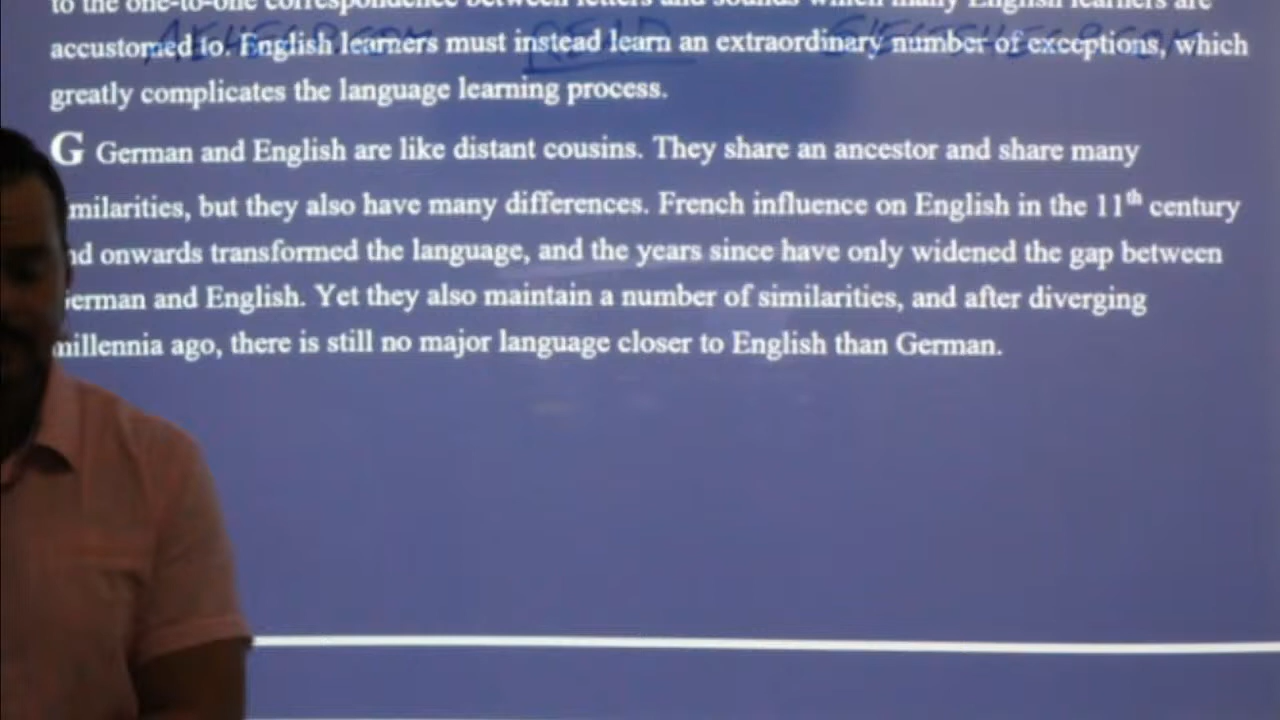 to the one-to-one correspondence between letters and sounds which many English learners are
accustomed to. English learners must instead learn an extraordinary number of exceptions, which
greatly complicates the language learning process.
G German and English are like distant cousins. They share an ancestor and share many
milarities, but they also have many differences. French influence on English in the 11th century
nd onwards transformed the language, and the years since have only widened the gap between
erman and English. Yet they also maintain a number of similarities, and after diverging
millennia ago, there is still no major language closer to English than German.